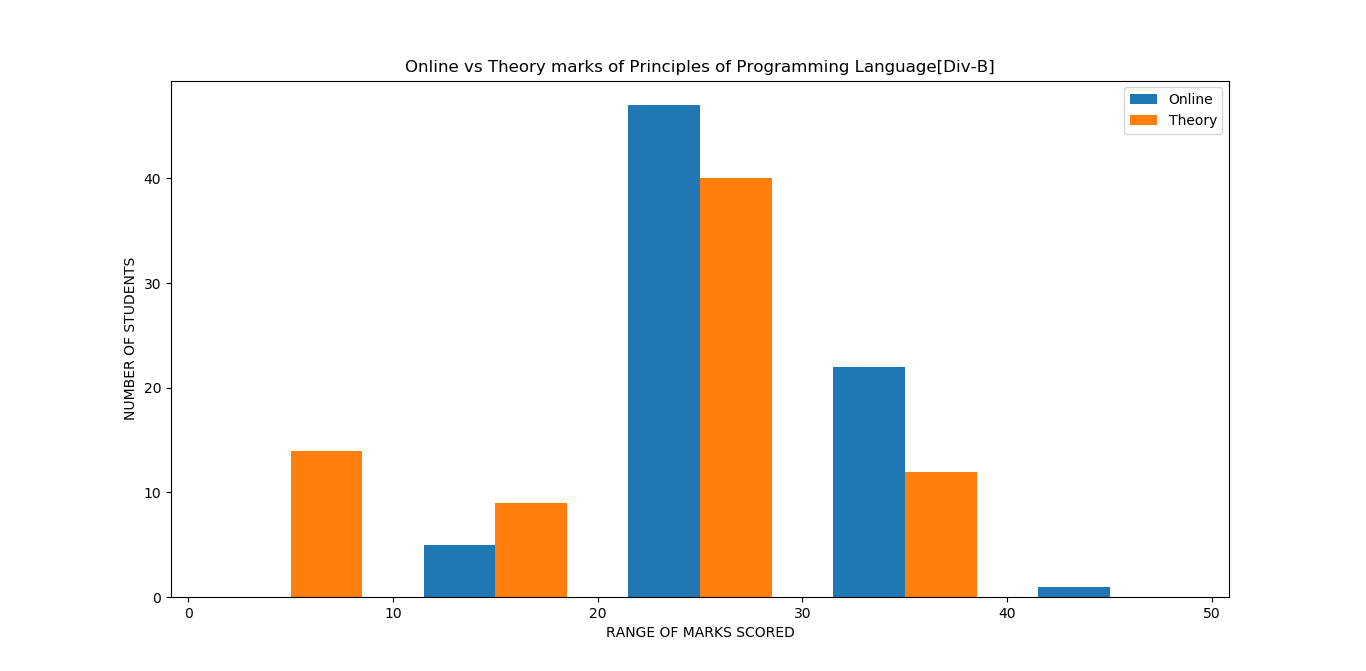 Online vs Theory marks of Principles of Programming Language[Div-B]
Online
Theory
NUMBER OF STUDENTS
40
30
20
10
0
0 10 20 30 40 50
RANGE OF MARKS SCORED